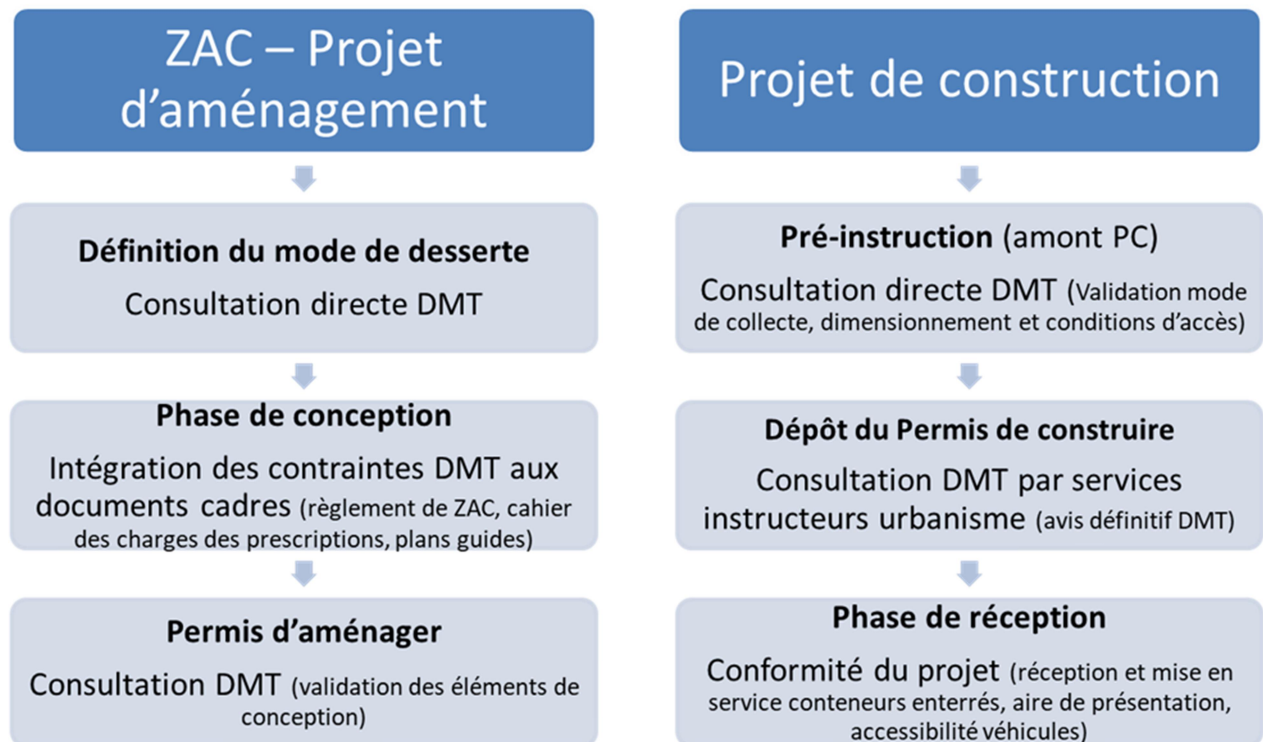 ZAC – Projet
d’aménagement
Définition du mode de desserte
Consultation directe DMT
Phase de conception
Intégration des contraintes DMT aux
documents cadres (règlement de ZAC, cahier
des charges des prescriptions, plans guides)
Permis d’aménager
Consultation DMT (validation des éléments de
conception)
Projet de construction
Pré-instruction (amont PC)
Consultation directe DMT (Validation mode
de collecte, dimensionnement et conditions d’accès)
Dépôt du Permis de construire
Consultation DMT par services
instructeurs urbanisme (avis définitif DMT)
Phase de réception
Conformité du projet (réception et mise en
service conteneurs enterrés, aire de présentation,
accessibilité véhicules)